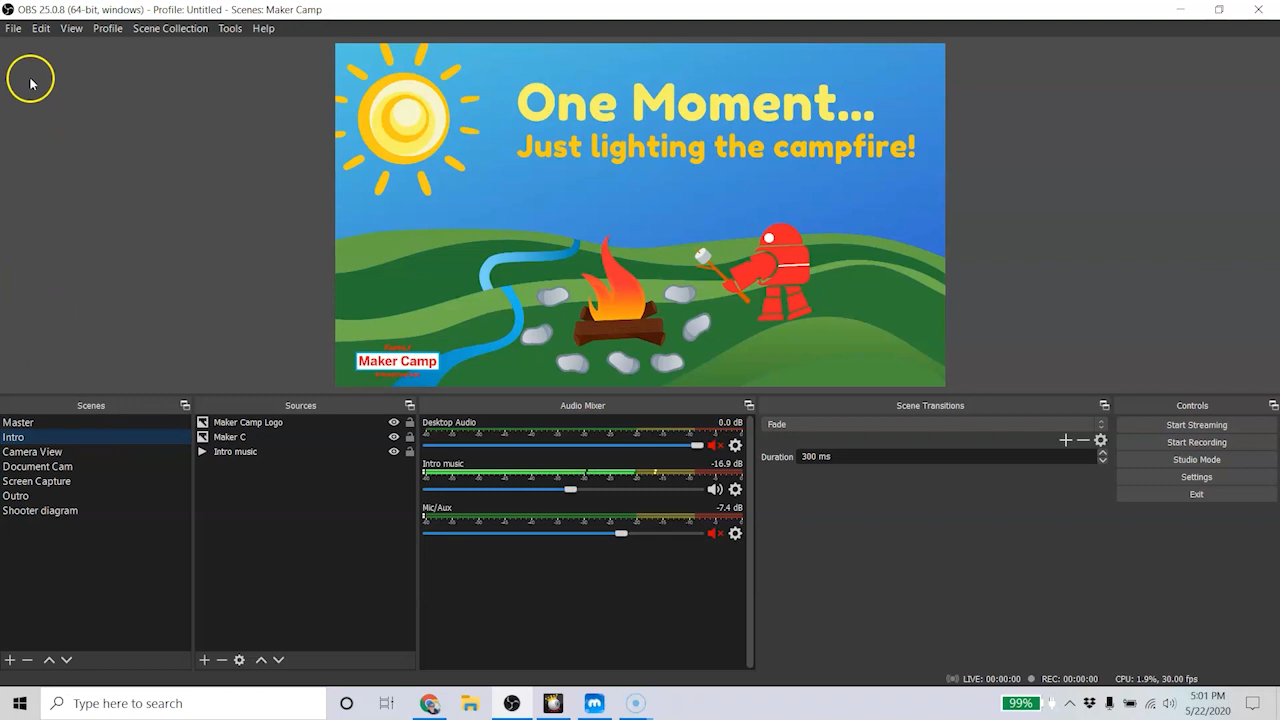 OBS 25.0.8 (64-bit, windows) - Profile: Untitled - Scenes: Maker Camp
File Edit View Profile Scene Collection Tools Help
One Moment...
Just lighting the campfire!
Maker Camp
Scenes
Master
Intro
Camera View
Document Cam
Screen Capture
Outro
Shooter diagram
Sources
Maker Camp Logo
Maker C
Intro music
Audio Mixer
Desktop Audio 0.0 dB
Intro music -16.9 dB
Mic/Aux -7.4 dB
Scene Transitions
Fade
Duration 300 ms
Controls
Start Streaming
Start Recording
Studio Mode
Settings
Exit
LIVE: 00:00:00 REC: 00:00:00 CPU: 1.9%, 30.00 fps
Type here to search
99%
5:01 PM
5/22/2020